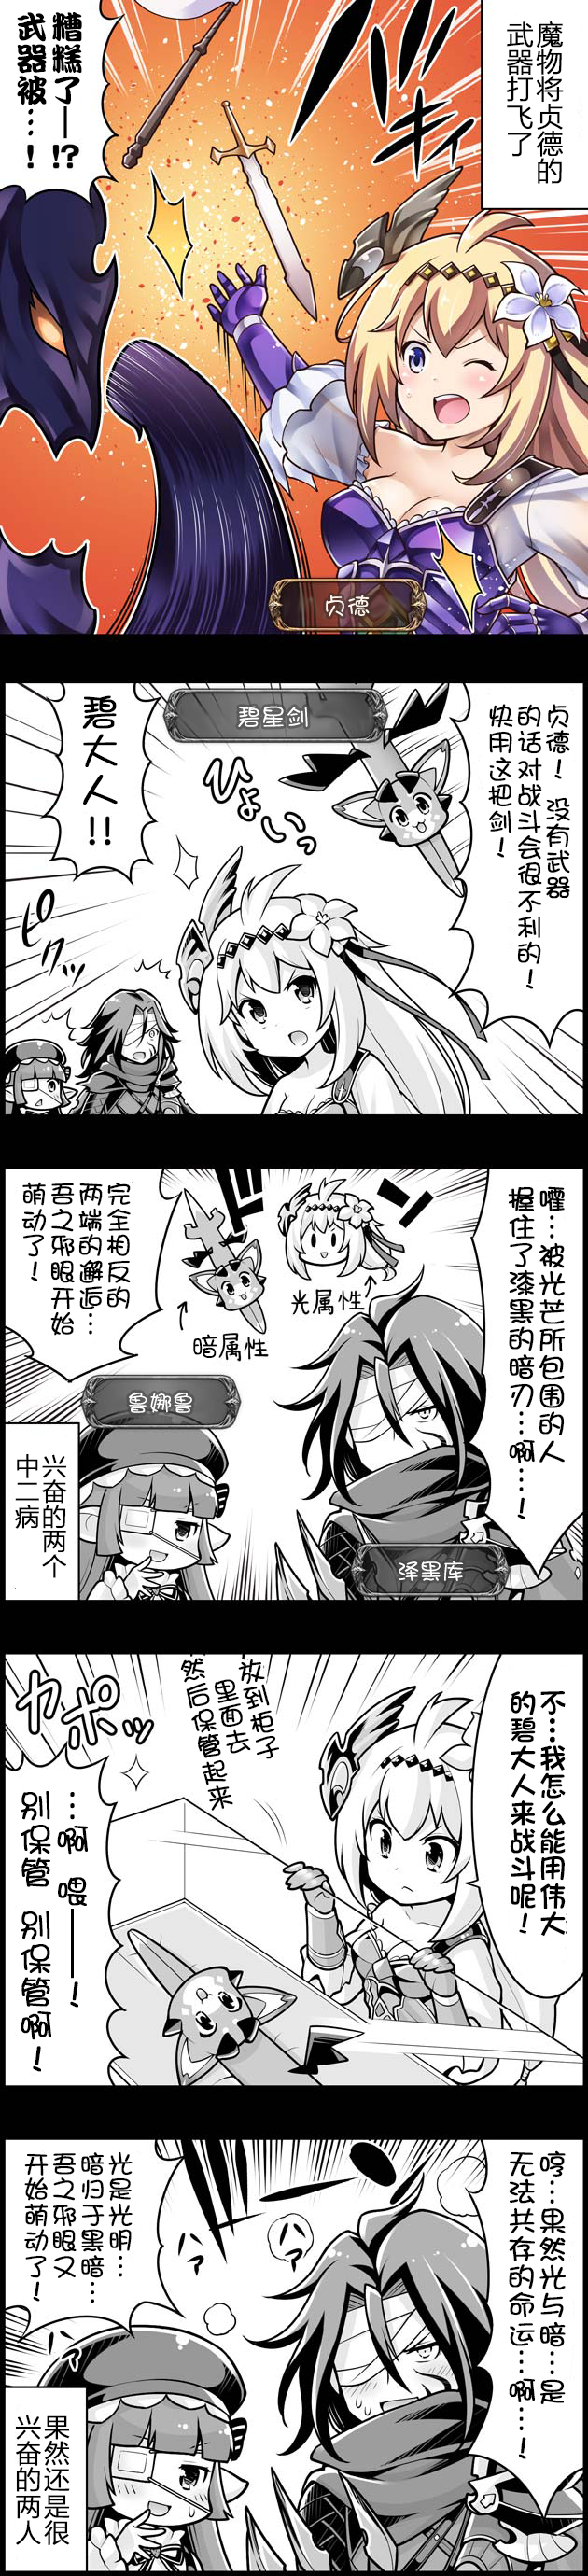 魔物将贞德的
武器打飞了
バッ
キィ
糟糕了—!?
武器被…!
贞德
贞德! 没有武器
的话对战斗会很不利的!
快用这把剑!
碧星剑
ひょいっ
碧大人!!
ピクッ
嚯…被光芒所包围的人
握住了漆黑的暗刃…啊…!
光属性
暗属性
完全相反的
两端的邂逅…
吾之邪眼开始
萌动了!
鲁娜鲁
泽黑库
兴奋的两个
中二病
不…我怎么能用伟大
的碧大人来战斗呢!
放到柜子
里面去
然后保管起来
カポッ
…啊 喂——!
别保管 别保管啊!
哼…果然光与暗…是
无法共存的命运…啊…!
光是光明…
暗归于黑暗…
吾之邪眼又
开始萌动了!
果然还是很
兴奋的两人